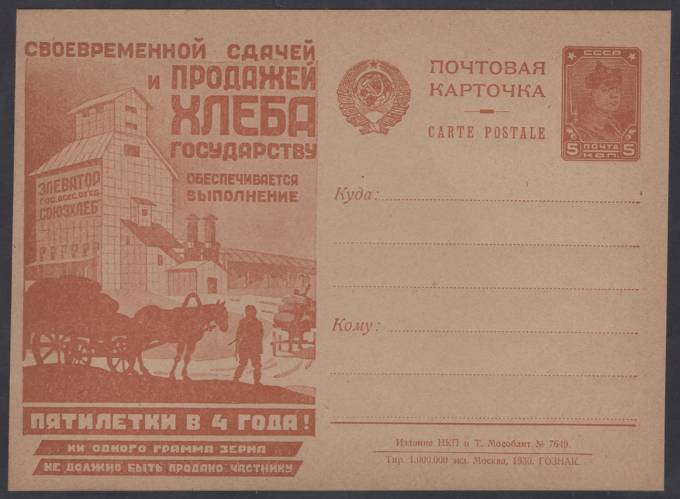 СВОЕВРЕМЕННОЙ СДАЧЕЙ
И ПРОДАЖЕЙ
ХЛЕБА
ГОСУДАРСТВУ
ОБЕСПЕЧИВАЕТСЯ
ВЫПОЛНЕНИЕ
ЭЛЕВАТОР
СОЮЗХЛЕБ
ПЯТИЛЕТКИ В 4 ГОДА!
НИ ОДНОГО ГРАММА ЗЕРНА
НЕ ДОЛЖНО БЫТЬ ПРОДАНО ЧАСТНИКУ
ПОЧТОВАЯ
КАРТОЧКА
CARTE POSTALE
СССР
5 ПОЧТА 5
КОП.
Куда:
Кому:
Издание НКП и Т. Мособлит № 7649.
Тир. 1.000.000 экз. Москва, 1930. ГОЗНАК.